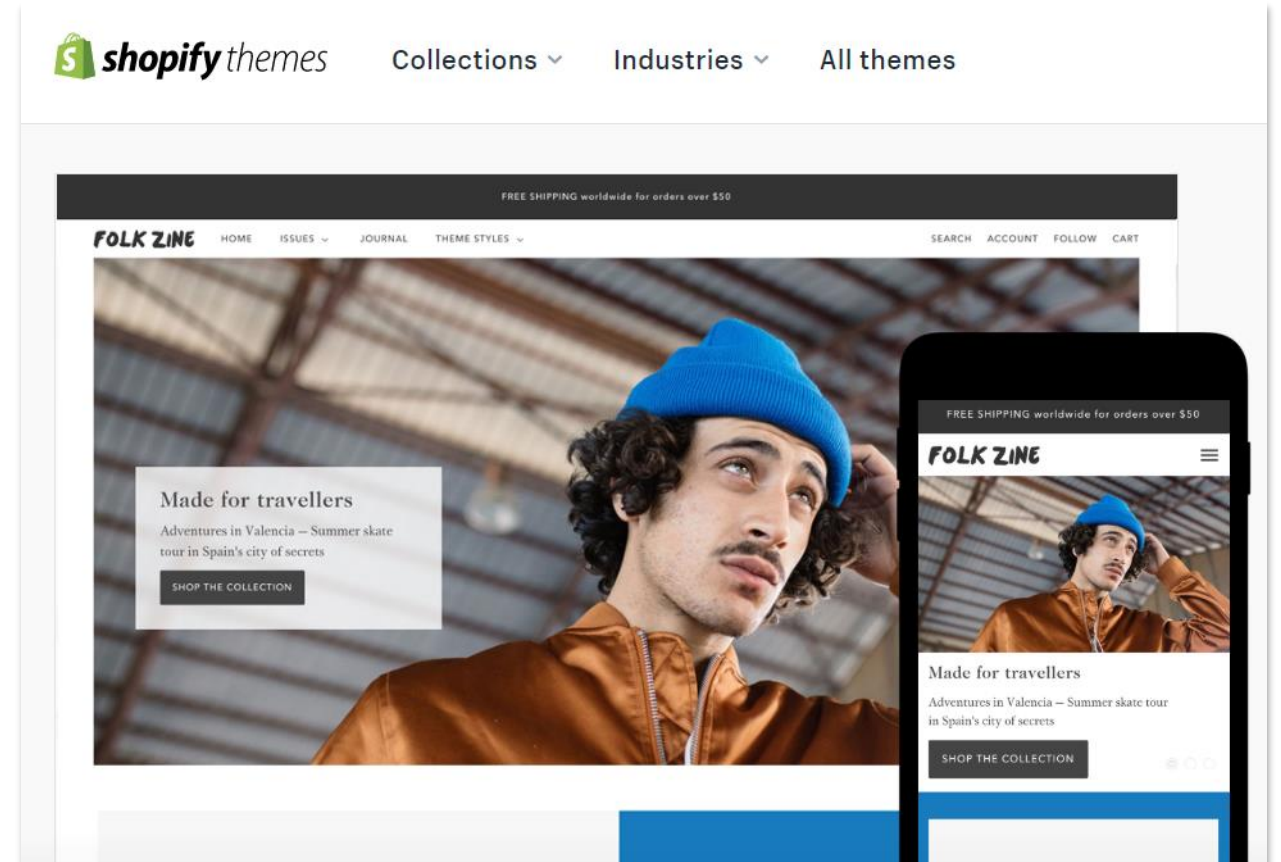 shopify themes Collections Industries All themes
FREE SHIPPING worldwide for orders over $50
FOLK ZINE HOME ISSUES JOURNAL THEME STYLES SEARCH ACCOUNT FOLLOW CART
Made for travellers
Adventures in Valencia – Summer skate
tour in Spain's city of secrets
SHOP THE COLLECTION
FREE SHIPPING worldwide for orders over $50
FOLK ZINE
Made for travellers
Adventures in Valencia – Summer skate tour
in Spain's city of secrets
SHOP THE COLLECTION